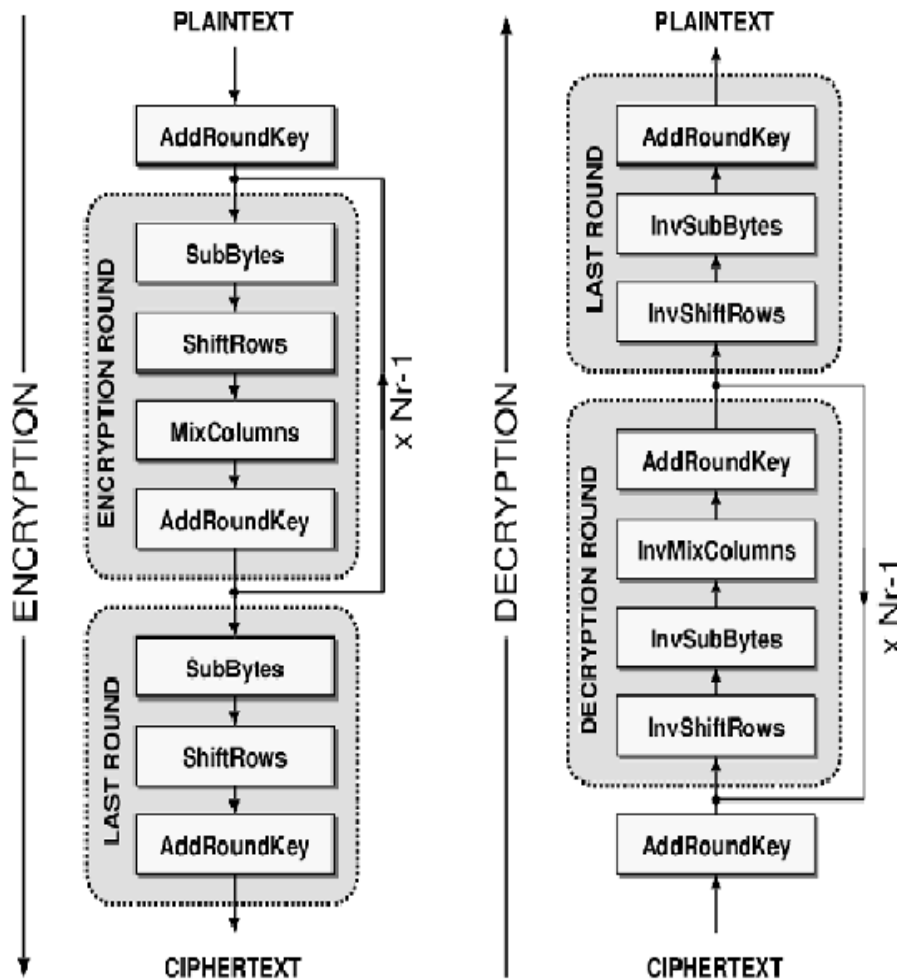 PLAINTEXT
AddRoundKey
SubBytes
ShiftRows
MixColumns
AddRoundKey
ENCRYPTION ROUND
x Nr-1
SubBytes
ShiftRows
AddRoundKey
LAST ROUND
CIPHERTEXT
ENCRYPTION
PLAINTEXT
AddRoundKey
InvSubBytes
InvShiftRows
LAST ROUND
AddRoundKey
InvMixColumns
InvSubBytes
InvShiftRows
DECRYPTION ROUND
x Nr-1
AddRoundKey
CIPHERTEXT
DECRYPTION